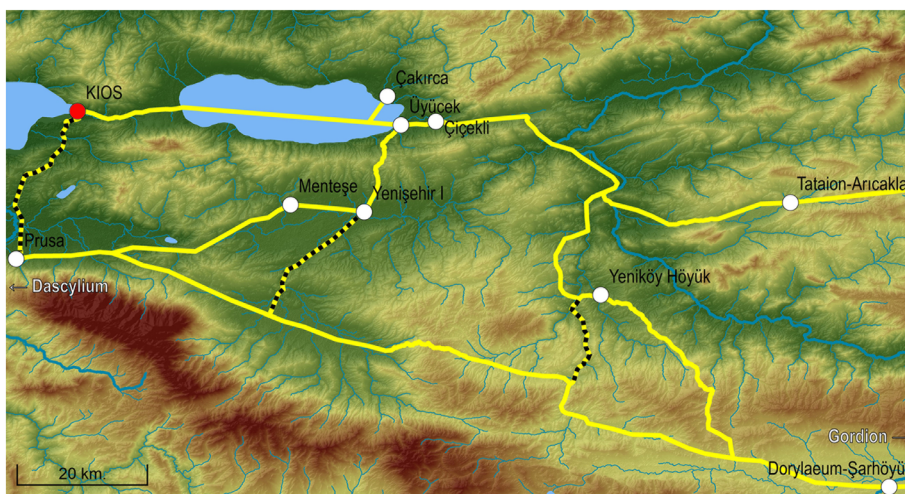 Çakırca
KIOS
Üyücek
Çiçekli
Menteşe
Yenişehir I
Tataion-Arıcakla
Prusa
Yeniköy Höyük
← Dascylium
Gordion →
Dorylaeum-Şarhöyü
20 km.